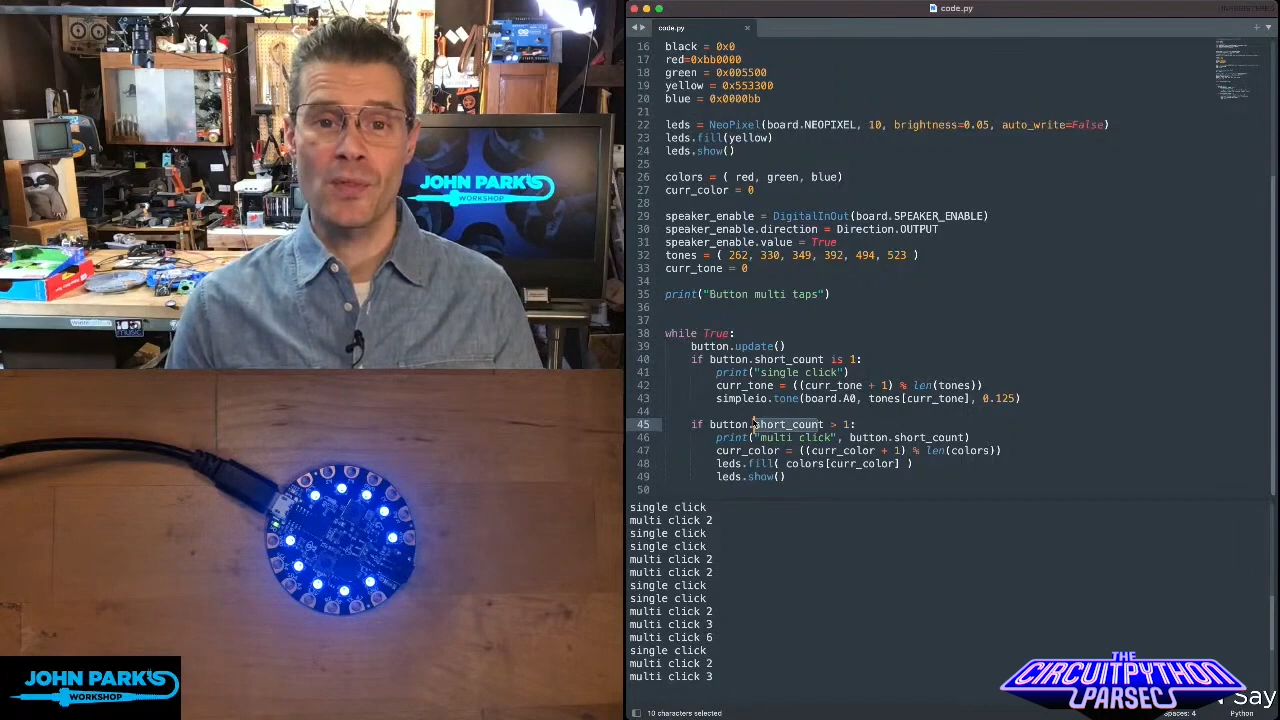 JOHN PARK'S
WORKSHOP
JOHN PARK'S
WORKSHOP
code.py
code.py
16 black = 0x0
17 red=0xbb0000
18 green = 0x005500
19 yellow = 0x553300
20 blue = 0x0000bb
21
22 leds = NeoPixel(board.NEOPIXEL, 10, brightness=0.05, auto_write=False)
23 leds.fill(yellow)
24 leds.show()
25
26 colors = ( red, green, blue)
27 curr_color = 0
28
29 speaker_enable = DigitalInOut(board.SPEAKER_ENABLE)
30 speaker_enable.direction = Direction.OUTPUT
31 speaker_enable.value = True
32 tones = ( 262, 330, 349, 392, 494, 523 )
33 curr_tone = 0
34
35 print("Button multi taps")
36
37
38 while True:
39 button.update()
40 if button.short_count is 1:
41 print("single click")
42 curr_tone = ((curr_tone + 1) % len(tones))
43 simpleio.tone(board.A0, tones[curr_tone], 0.125)
44
45 if button.short_count > 1:
46 print("multi click", button.short_count)
47 curr_color = ((curr_color + 1) % len(colors))
48 leds.fill( colors[curr_color] )
49 leds.show()
50
single click
multi click 2
single click
single click
multi click 2
multi click 2
single click
single click
multi click 2
multi click 3
multi click 6
single click
multi click 2
multi click 3
THE
CIRCUITPYTHON
PARSEC
Say
10 characters selected
Spaces: 4
Python